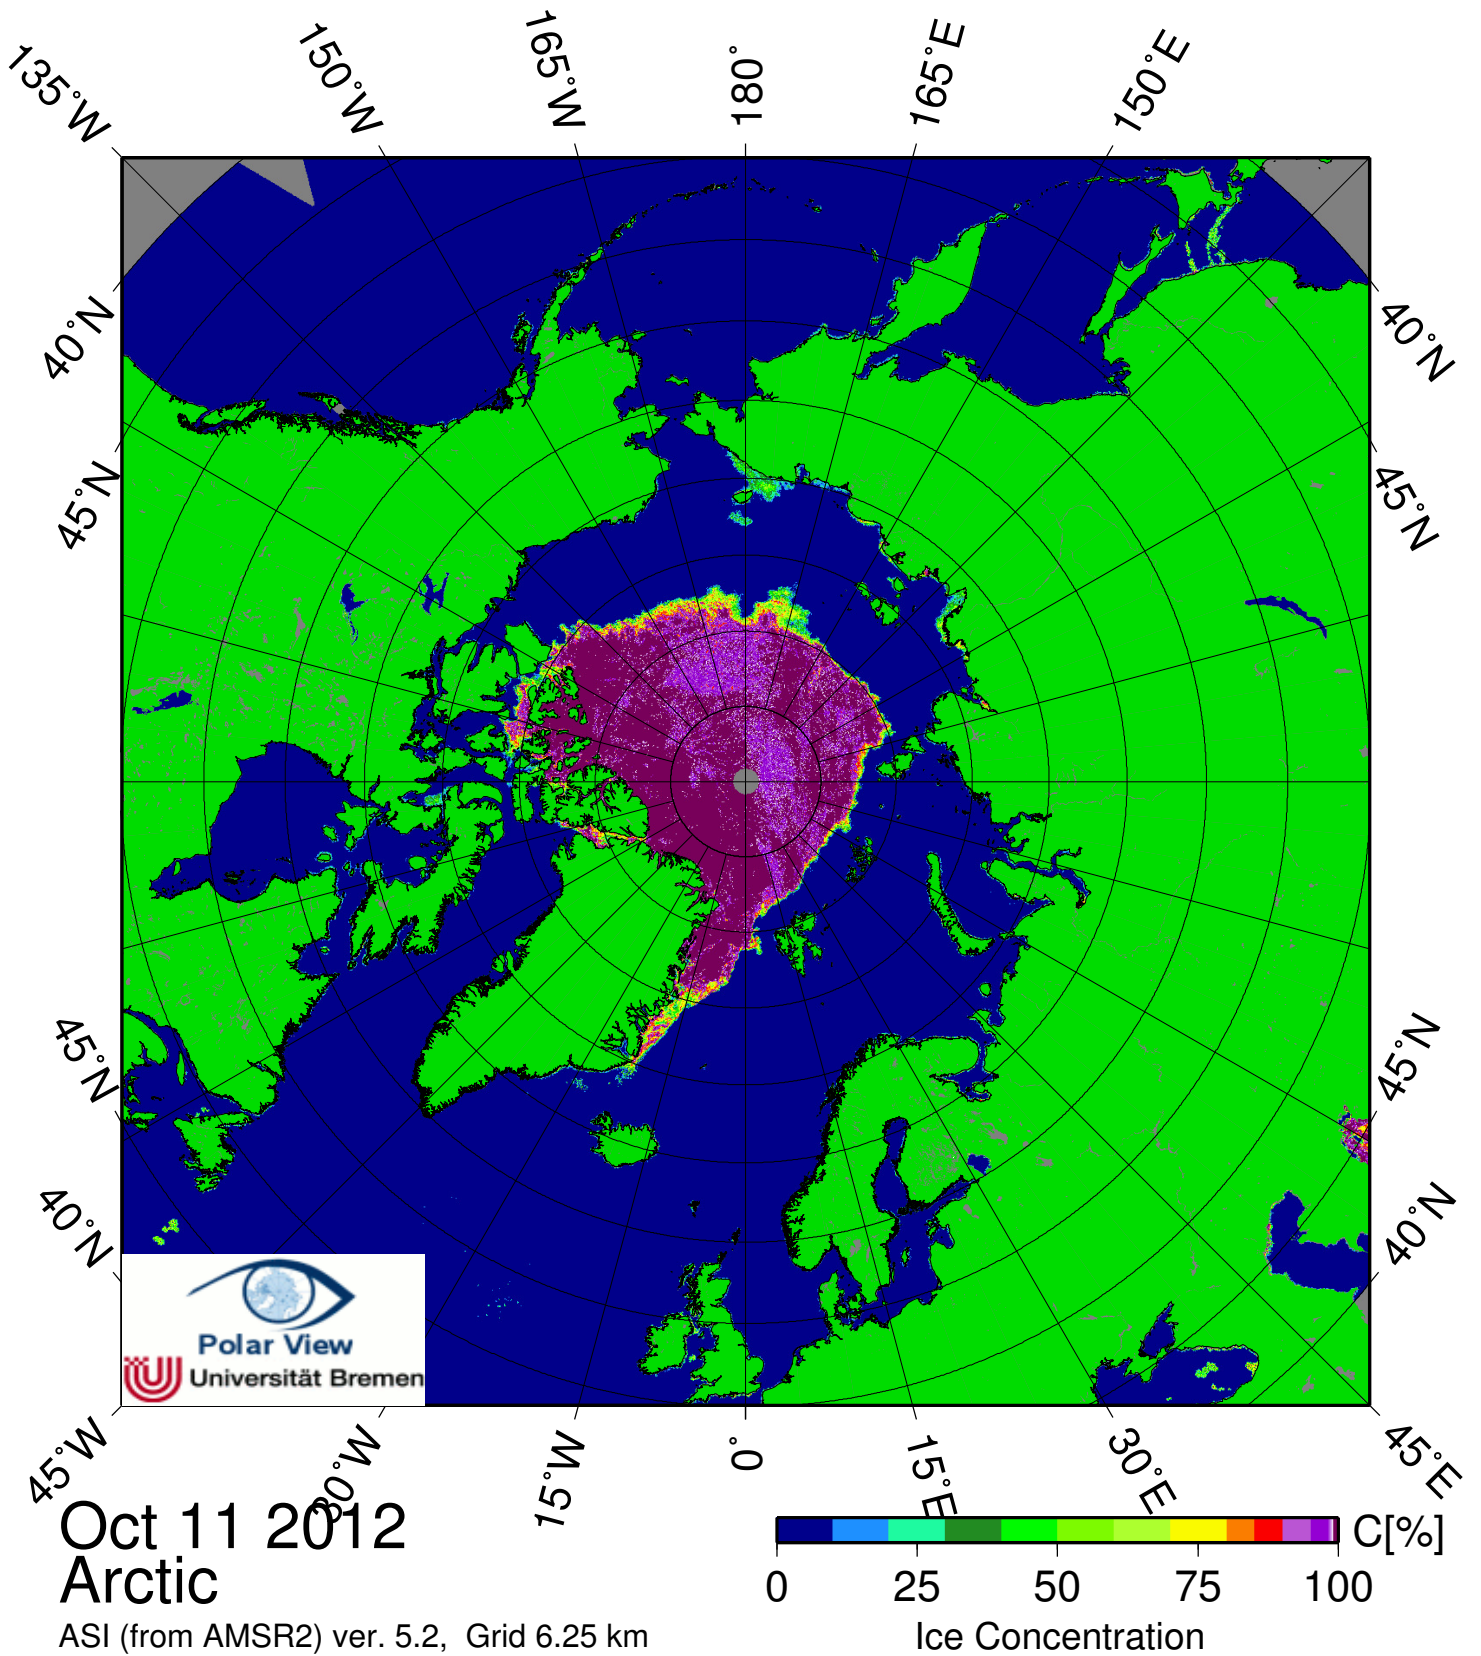 135°W
150°W
165°W
180°
165°E
150°E
40°N
40°N
45°N
45°N
45°N
45°N
40°N
40°N
Polar View
Universität Bremen
45°W
30°W
15°W
0°
15°E
30°E
45°E
Oct 11 2012
Arctic
ASI (from AMSR2) ver. 5.2, Grid 6.25 km
C[%]
0 25 50 75 100
Ice Concentration